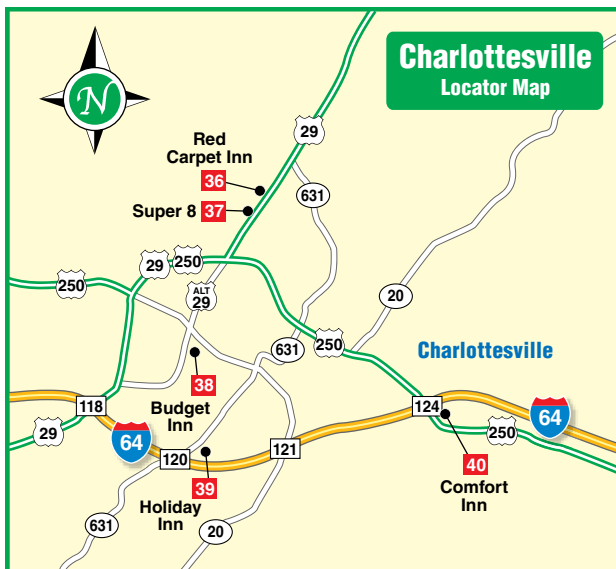 Charlottesville
Locator Map
N
29
Red
Carpet Inn
36
631
Super 8 37
29
250
250
ALT
29
20
631
250
Charlottesville
38
Budget
Inn
118
124
64
29
64
250
121
120
40
Comfort
Inn
39
Holiday
Inn
631
20